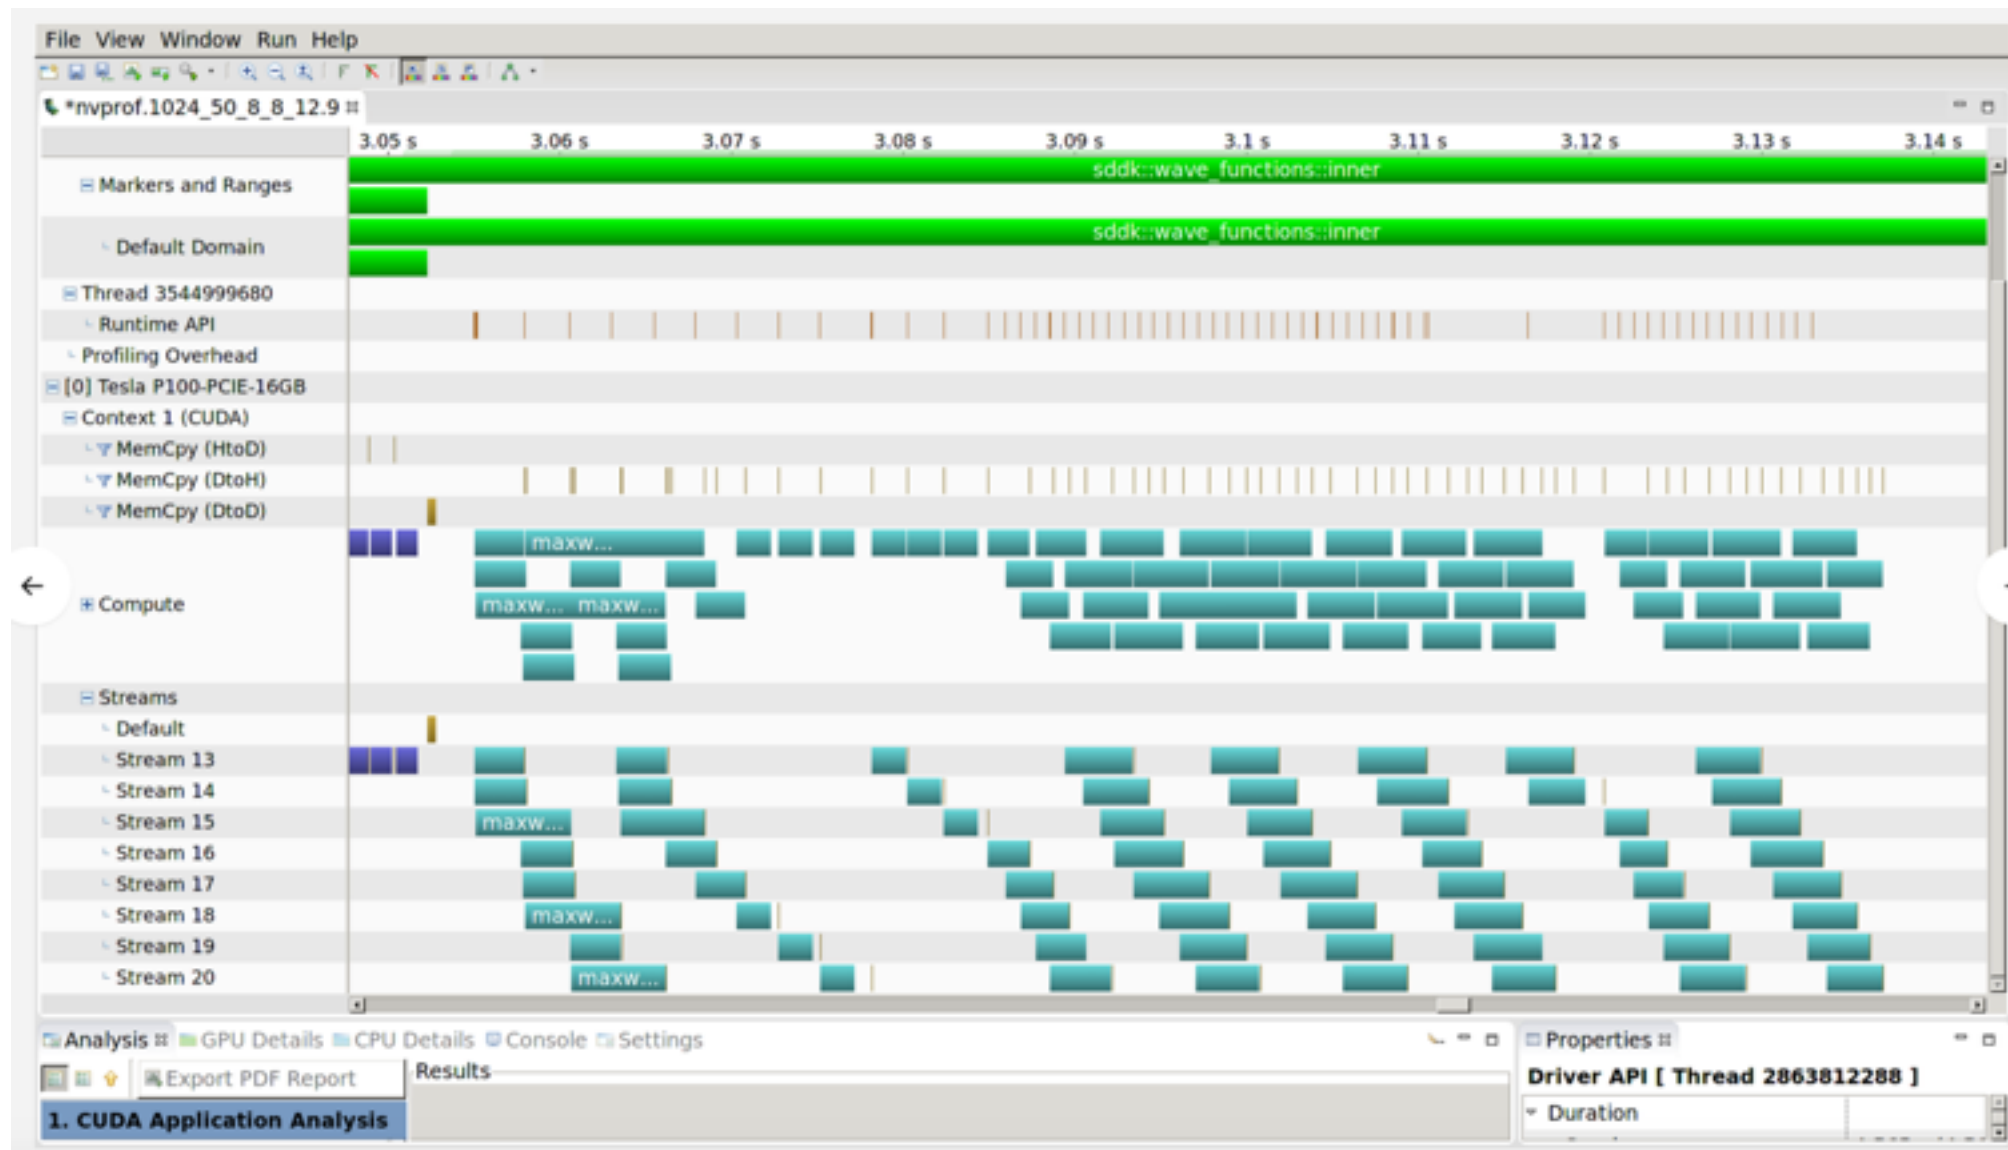 File View Window Run Help
*nvprof.1024_50_8_8_12.9
3.05 s 3.06 s 3.07 s 3.08 s 3.09 s 3.1 s 3.11 s 3.12 s 3.13 s 3.14 s
sddk::wave_functions::inner
Markers and Ranges
sddk::wave_functions::inner
Default Domain
Thread 3544999680
Runtime API
Profiling Overhead
[0] Tesla P100-PCIE-16GB
Context 1 (CUDA)
MemCpy (HtoD)
MemCpy (DtoH)
MemCpy (DtoD)
maxw...
Compute maxw... maxw...
Streams
Default
Stream 13
Stream 14
Stream 15 maxw...
Stream 16
Stream 17
Stream 18 maxw...
Stream 19
Stream 20 maxw...
Analysis GPU Details CPU Details Console Settings
Properties
Export PDF Report
Results
Driver API [ Thread 2863812288 ]
1. CUDA Application Analysis
Duration